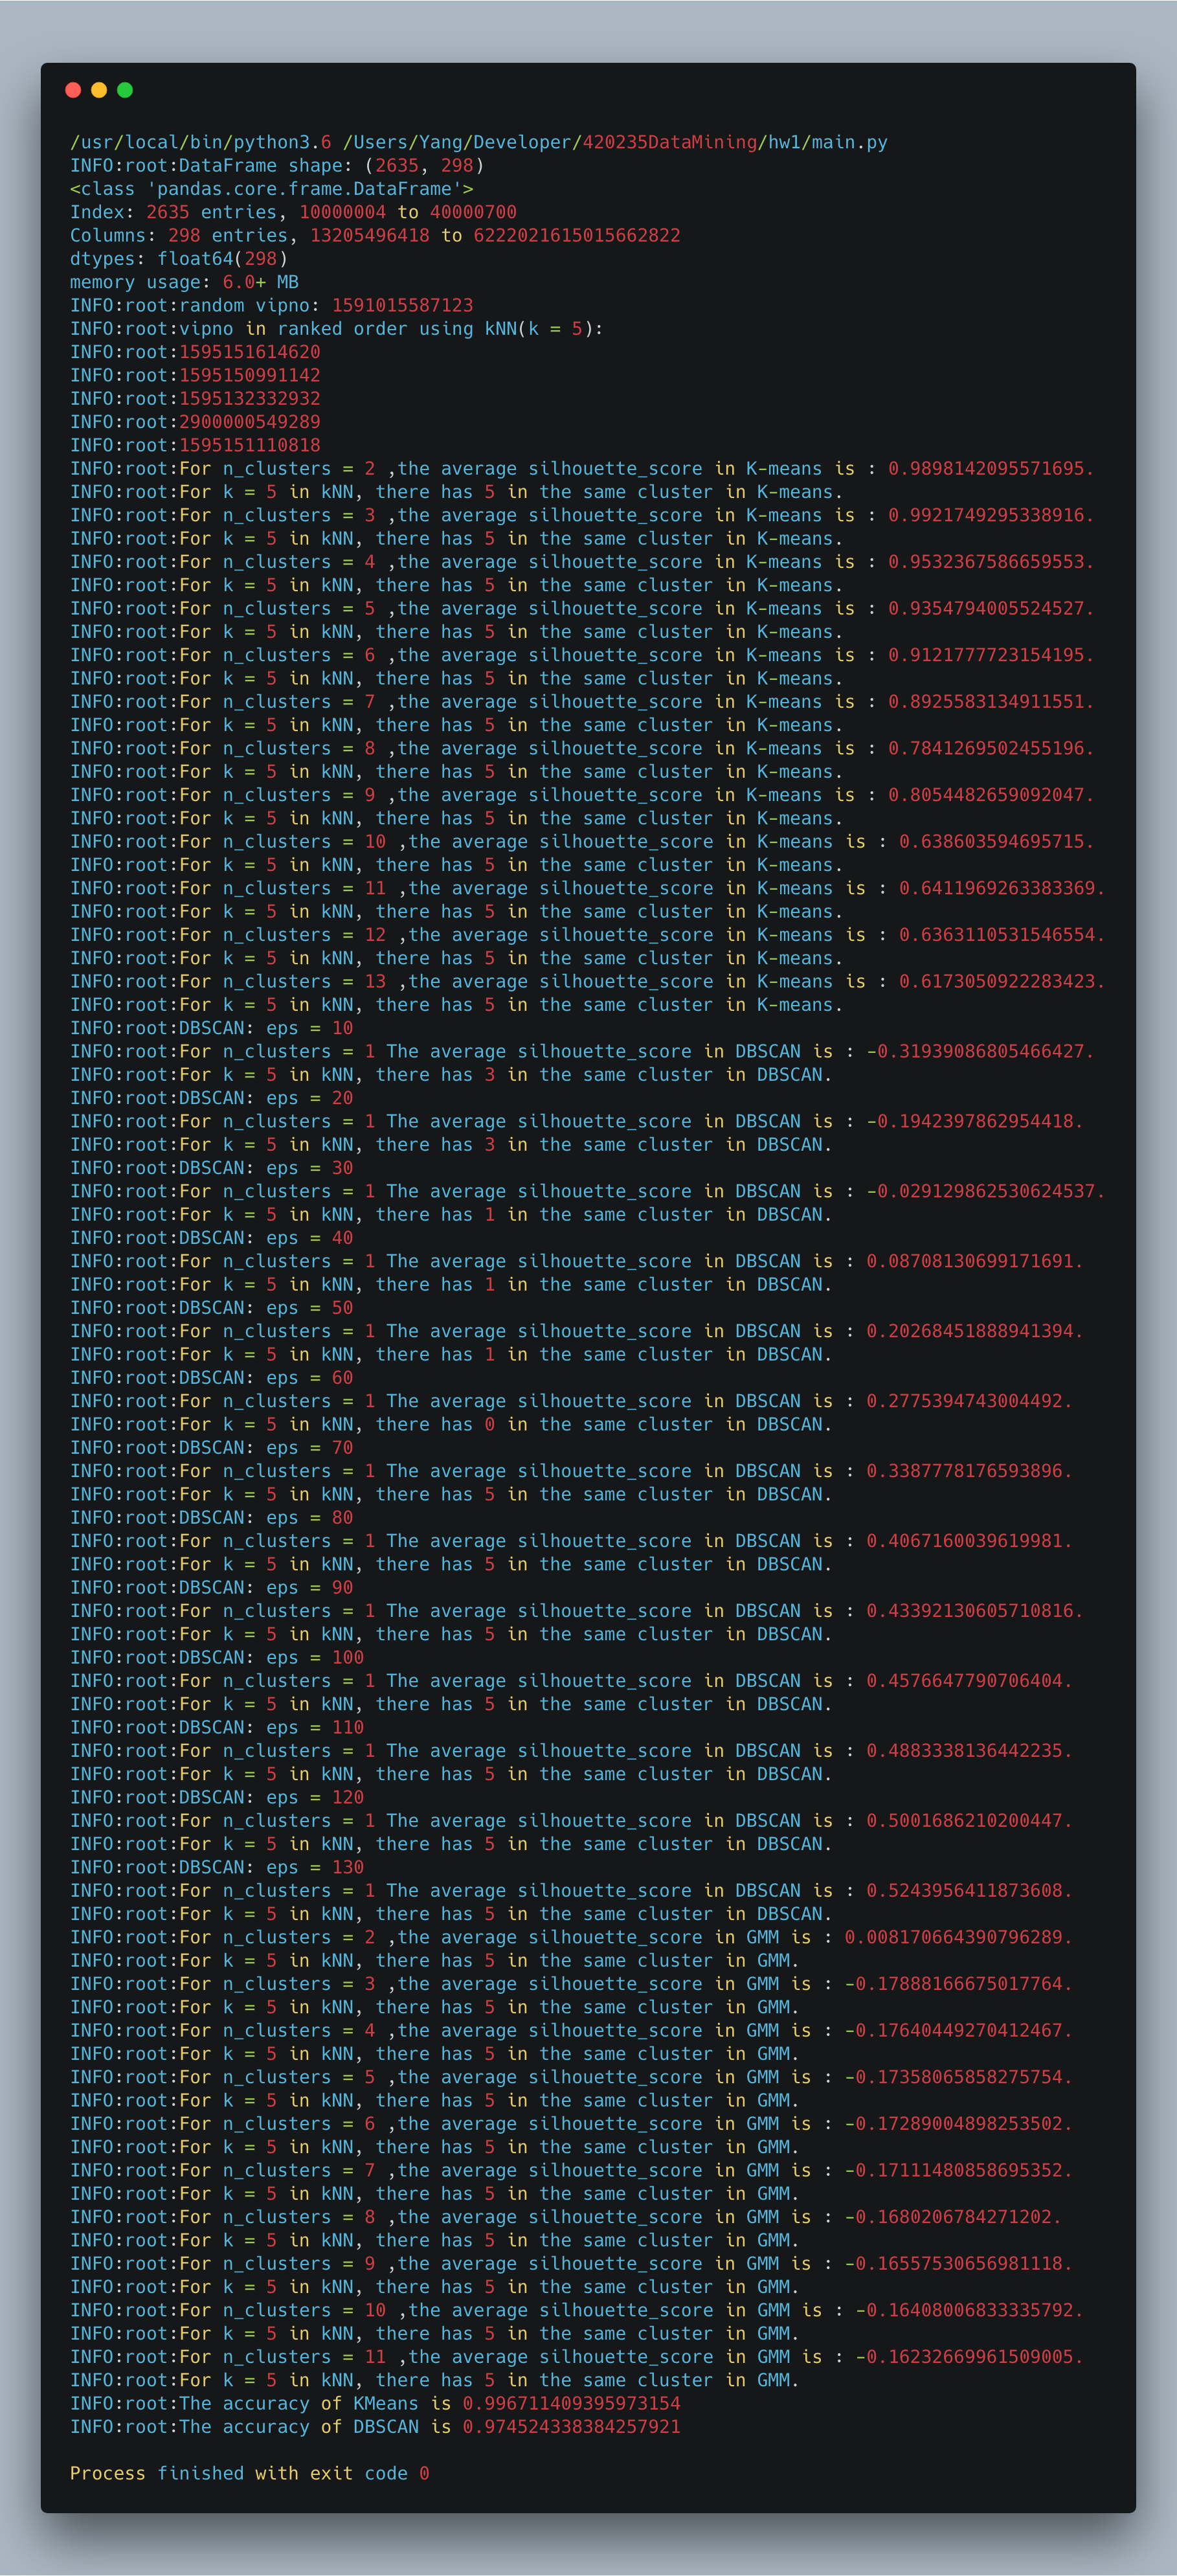 /usr/local/bin/python3.6 /Users/Yang/Developer/420235DataMining/hw1/main.py
INFO:root:DataFrame shape: (2635, 298)
<class 'pandas.core.frame.DataFrame'>
Index: 2635 entries, 10000004 to 40000700
Columns: 298 entries, 13205496418 to 6222021615015662822
dtypes: float64(298)
memory usage: 6.0+ MB
INFO:root:random vipno: 1591015587123
INFO:root:vipno in ranked order using kNN(k = 5):
INFO:root:1595151614620
INFO:root:1595150991142
INFO:root:1595132332932
INFO:root:2900000549289
INFO:root:1595151110818
INFO:root:For n_clusters = 2 ,the average silhouette_score in K-means is : 0.9898142095571695.
INFO:root:For k = 5 in kNN, there has 5 in the same cluster in K-means.
INFO:root:For n_clusters = 3 ,the average silhouette_score in K-means is : 0.9921749295338916.
INFO:root:For k = 5 in kNN, there has 5 in the same cluster in K-means.
INFO:root:For n_clusters = 4 ,the average silhouette_score in K-means is : 0.9532367586659553.
INFO:root:For k = 5 in kNN, there has 5 in the same cluster in K-means.
INFO:root:For n_clusters = 5 ,the average silhouette_score in K-means is : 0.9354794005524527.
INFO:root:For k = 5 in kNN, there has 5 in the same cluster in K-means.
INFO:root:For n_clusters = 6 ,the average silhouette_score in K-means is : 0.9121777723154195.
INFO:root:For k = 5 in kNN, there has 5 in the same cluster in K-means.
INFO:root:For n_clusters = 7 ,the average silhouette_score in K-means is : 0.8925583134911551.
INFO:root:For k = 5 in kNN, there has 5 in the same cluster in K-means.
INFO:root:For n_clusters = 8 ,the average silhouette_score in K-means is : 0.7841269502455196.
INFO:root:For k = 5 in kNN, there has 5 in the same cluster in K-means.
INFO:root:For n_clusters = 9 ,the average silhouette_score in K-means is : 0.8054482659092047.
INFO:root:For k = 5 in kNN, there has 5 in the same cluster in K-means.
INFO:root:For n_clusters = 10 ,the average silhouette_score in K-means is : 0.638603594695715.
INFO:root:For k = 5 in kNN, there has 5 in the same cluster in K-means.
INFO:root:For n_clusters = 11 ,the average silhouette_score in K-means is : 0.6411969263383369.
INFO:root:For k = 5 in kNN, there has 5 in the same cluster in K-means.
INFO:root:For n_clusters = 12 ,the average silhouette_score in K-means is : 0.6363110531546554.
INFO:root:For k = 5 in kNN, there has 5 in the same cluster in K-means.
INFO:root:For n_clusters = 13 ,the average silhouette_score in K-means is : 0.6173050922283423.
INFO:root:For k = 5 in kNN, there has 5 in the same cluster in K-means.
INFO:root:DBSCAN: eps = 10
INFO:root:For n_clusters = 1 The average silhouette_score in DBSCAN is : -0.31939086805466427.
INFO:root:For k = 5 in kNN, there has 3 in the same cluster in DBSCAN.
INFO:root:DBSCAN: eps = 20
INFO:root:For n_clusters = 1 The average silhouette_score in DBSCAN is : -0.1942397862954418.
INFO:root:For k = 5 in kNN, there has 3 in the same cluster in DBSCAN.
INFO:root:DBSCAN: eps = 30
INFO:root:For n_clusters = 1 The average silhouette_score in DBSCAN is : -0.029129862530624537.
INFO:root:For k = 5 in kNN, there has 1 in the same cluster in DBSCAN.
INFO:root:DBSCAN: eps = 40
INFO:root:For n_clusters = 1 The average silhouette_score in DBSCAN is : 0.08708130699171691.
INFO:root:For k = 5 in kNN, there has 1 in the same cluster in DBSCAN.
INFO:root:DBSCAN: eps = 50
INFO:root:For n_clusters = 1 The average silhouette_score in DBSCAN is : 0.20268451888941394.
INFO:root:For k = 5 in kNN, there has 1 in the same cluster in DBSCAN.
INFO:root:DBSCAN: eps = 60
INFO:root:For n_clusters = 1 The average silhouette_score in DBSCAN is : 0.2775394743004492.
INFO:root:For k = 5 in kNN, there has 0 in the same cluster in DBSCAN.
INFO:root:DBSCAN: eps = 70
INFO:root:For n_clusters = 1 The average silhouette_score in DBSCAN is : 0.3387778176593896.
INFO:root:For k = 5 in kNN, there has 5 in the same cluster in DBSCAN.
INFO:root:DBSCAN: eps = 80
INFO:root:For n_clusters = 1 The average silhouette_score in DBSCAN is : 0.4067160039619981.
INFO:root:For k = 5 in kNN, there has 5 in the same cluster in DBSCAN.
INFO:root:DBSCAN: eps = 90
INFO:root:For n_clusters = 1 The average silhouette_score in DBSCAN is : 0.43392130605710816.
INFO:root:For k = 5 in kNN, there has 5 in the same cluster in DBSCAN.
INFO:root:DBSCAN: eps = 100
INFO:root:For n_clusters = 1 The average silhouette_score in DBSCAN is : 0.4576647790706404.
INFO:root:For k = 5 in kNN, there has 5 in the same cluster in DBSCAN.
INFO:root:DBSCAN: eps = 110
INFO:root:For n_clusters = 1 The average silhouette_score in DBSCAN is : 0.4883338136442235.
INFO:root:For k = 5 in kNN, there has 5 in the same cluster in DBSCAN.
INFO:root:DBSCAN: eps = 120
INFO:root:For n_clusters = 1 The average silhouette_score in DBSCAN is : 0.5001686210200447.
INFO:root:For k = 5 in kNN, there has 5 in the same cluster in DBSCAN.
INFO:root:DBSCAN: eps = 130
INFO:root:For n_clusters = 1 The average silhouette_score in DBSCAN is : 0.5243956411873608.
INFO:root:For k = 5 in kNN, there has 5 in the same cluster in DBSCAN.
INFO:root:For n_clusters = 2 ,the average silhouette_score in GMM is : 0.008170664390796289.
INFO:root:For k = 5 in kNN, there has 5 in the same cluster in GMM.
INFO:root:For n_clusters = 3 ,the average silhouette_score in GMM is : -0.17888166675017764.
INFO:root:For k = 5 in kNN, there has 5 in the same cluster in GMM.
INFO:root:For n_clusters = 4 ,the average silhouette_score in GMM is : -0.17640449270412467.
INFO:root:For k = 5 in kNN, there has 5 in the same cluster in GMM.
INFO:root:For n_clusters = 5 ,the average silhouette_score in GMM is : -0.17358065858275754.
INFO:root:For k = 5 in kNN, there has 5 in the same cluster in GMM.
INFO:root:For n_clusters = 6 ,the average silhouette_score in GMM is : -0.17289004898253502.
INFO:root:For k = 5 in kNN, there has 5 in the same cluster in GMM.
INFO:root:For n_clusters = 7 ,the average silhouette_score in GMM is : -0.17111480858695352.
INFO:root:For k = 5 in kNN, there has 5 in the same cluster in GMM.
INFO:root:For n_clusters = 8 ,the average silhouette_score in GMM is : -0.1680206784271202.
INFO:root:For k = 5 in kNN, there has 5 in the same cluster in GMM.
INFO:root:For n_clusters = 9 ,the average silhouette_score in GMM is : -0.16557530656981118.
INFO:root:For k = 5 in kNN, there has 5 in the same cluster in GMM.
INFO:root:For n_clusters = 10 ,the average silhouette_score in GMM is : -0.16408006833335792.
INFO:root:For k = 5 in kNN, there has 5 in the same cluster in GMM.
INFO:root:For n_clusters = 11 ,the average silhouette_score in GMM is : -0.16232669961509005.
INFO:root:For k = 5 in kNN, there has 5 in the same cluster in GMM.
INFO:root:The accuracy of KMeans is 0.996711409395973154
INFO:root:The accuracy of DBSCAN is 0.974524338384257921
Process finished with exit code 0